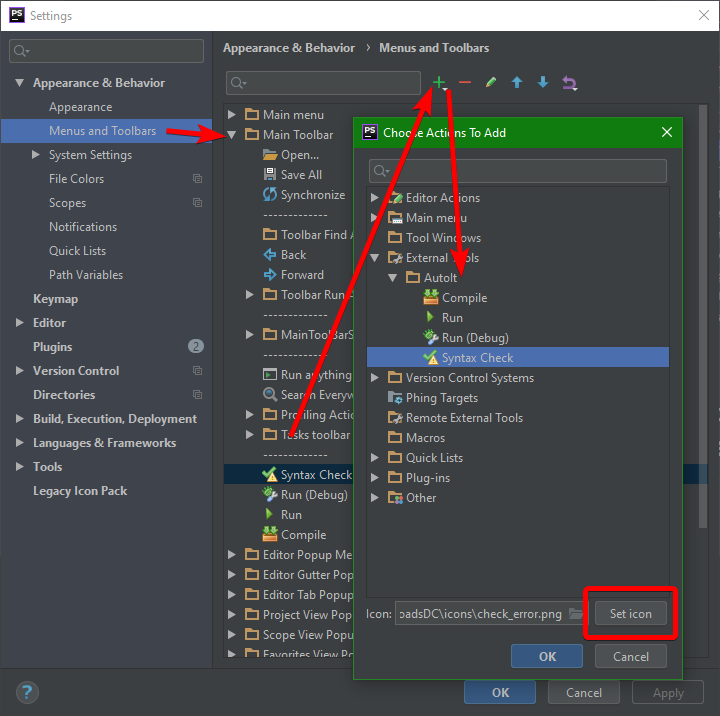 PS Settings
Appearance & Behavior
Appearance
Menus and Toolbars
System Settings
File Colors
Scopes
Notifications
Quick Lists
Path Variables
Keymap
Editor
Plugins 2
Version Control
Directories
Build, Execution, Deployment
Languages & Frameworks
Tools
Legacy Icon Pack
Appearance & Behavior › Menus and Toolbars
Main menu
Main Toolbar
Open...
Save All
Synchronize
-------------
Toolbar Find A
Back
Forward
Toolbar Run A
-------------
MainToolBarS
-------------
Run anything
Search Everyw
Profiling Actio
Tasks toolbar
-------------
Syntax Check
Run (Debug)
Run
Compile
Editor Popup Me
Editor Gutter Pop
Editor Tab Popup
Project View Pop
Scope View Popu
Favorites View Po
PS Choose Actions To Add
Editor Actions
Main menu
Tool Windows
External Tools
AutoIt
Compile
Run
Run (Debug)
Syntax Check
Version Control Systems
Phing Targets
Remote External Tools
Macros
Quick Lists
Plug-ins
Other
Icon: oadsDC\icons\check_error.png Set icon
OK Cancel
? OK Cancel Apply